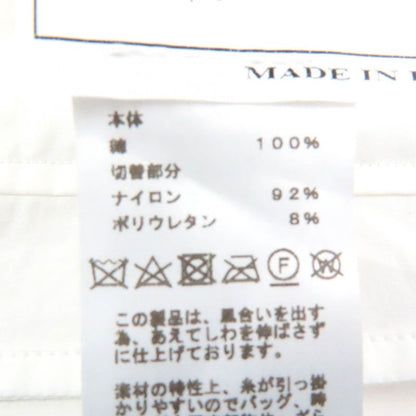 MADE IN
本体
綿 100%
切替部分
ナイロン 92%
ポリウレタン 8%
F W
この製品は、風合いを出す
為、あえてしわを伸ばさず
に仕上げております。
素材の特性上、糸が引っ掛
かりやすいのでバッグ、時